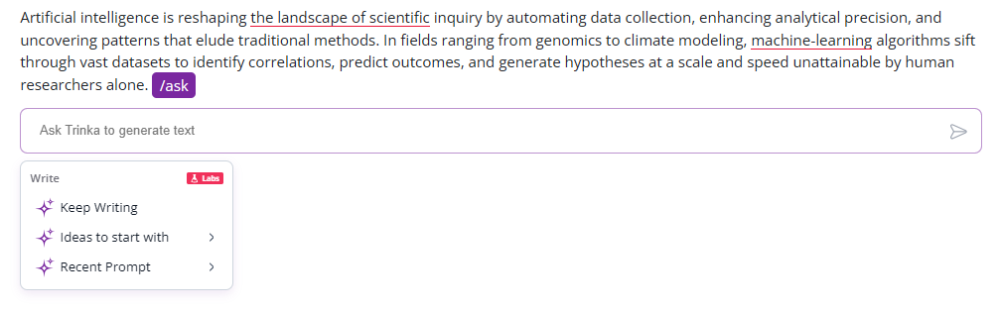 Artificial intelligence is reshaping the landscape of scientific inquiry by automating data collection, enhancing analytical precision, and
uncovering patterns that elude traditional methods. In fields ranging from genomics to climate modeling, machine-learning algorithms sift
through vast datasets to identify correlations, predict outcomes, and generate hypotheses at a scale and speed unattainable by human
researchers alone. /ask
Ask Trinka to generate text
Write Labs
Keep Writing
Ideas to start with
Recent Prompt